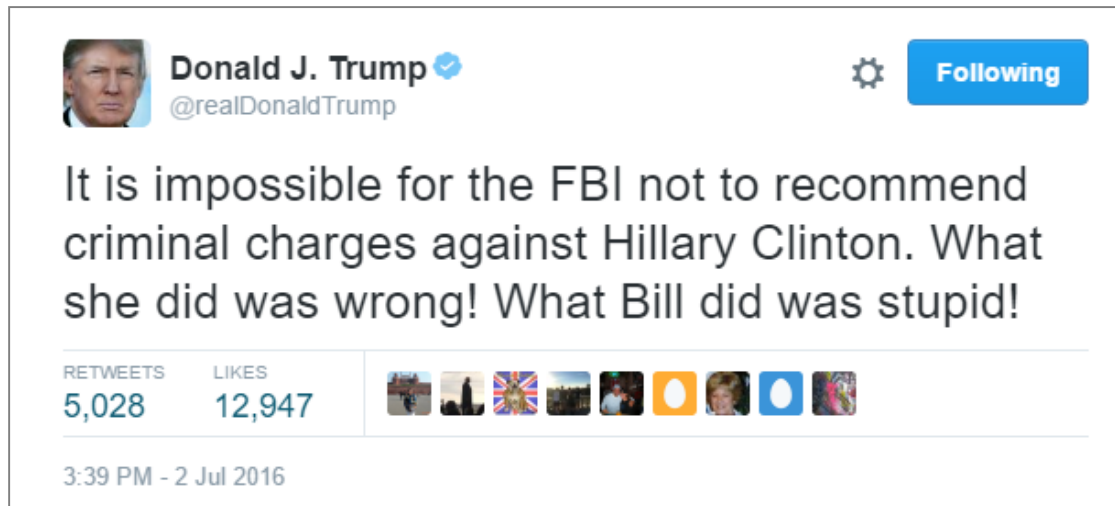 Donald J. Trump
@realDonaldTrump
Following
It is impossible for the FBI not to recommend
criminal charges against Hillary Clinton. What
she did was wrong! What Bill did was stupid!
RETWEETS LIKES
5,028 12,947
3:39 PM - 2 Jul 2016